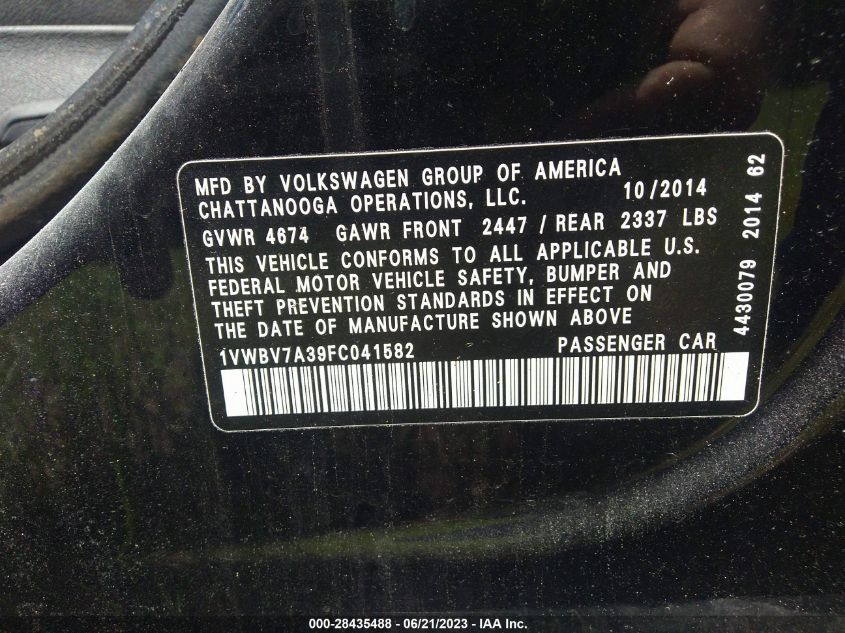 MFD BY VOLKSWAGEN GROUP OF AMERICA
CHATTANOOGA OPERATIONS, LLC. 10/2014
GVWR 4674 GAWR FRONT 2447 / REAR 2337 LBS
THIS VEHICLE CONFORMS TO ALL APPLICABLE U.S.
FEDERAL MOTOR VEHICLE SAFETY, BUMPER AND
THEFT PREVENTION STANDARDS IN EFFECT ON
THE DATE OF MANUFACTURE SHOWN ABOVE
1VWBV7A39FC041582 PASSENGER CAR
4430079 2014 62
000-28435488 - 06/21/2023 - IAA Inc.